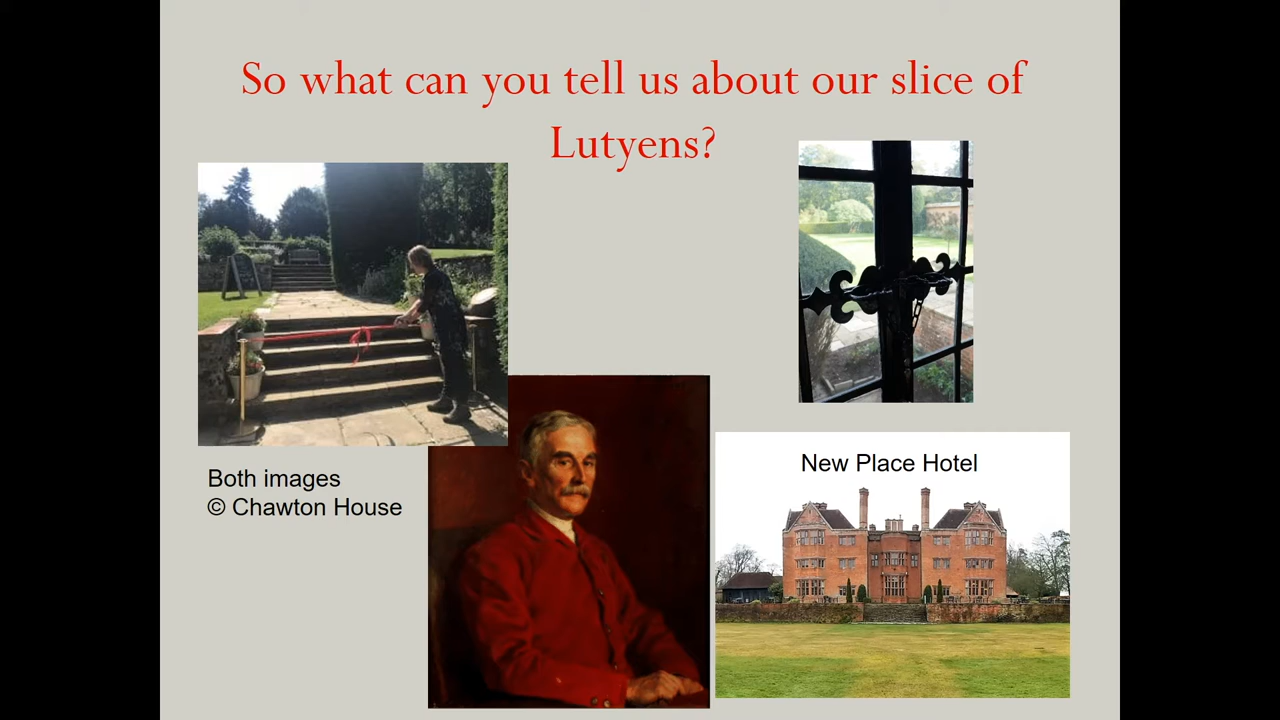 So what can you tell us about our slice of
Lutyens?
New Place Hotel
Both images
© Chawton House